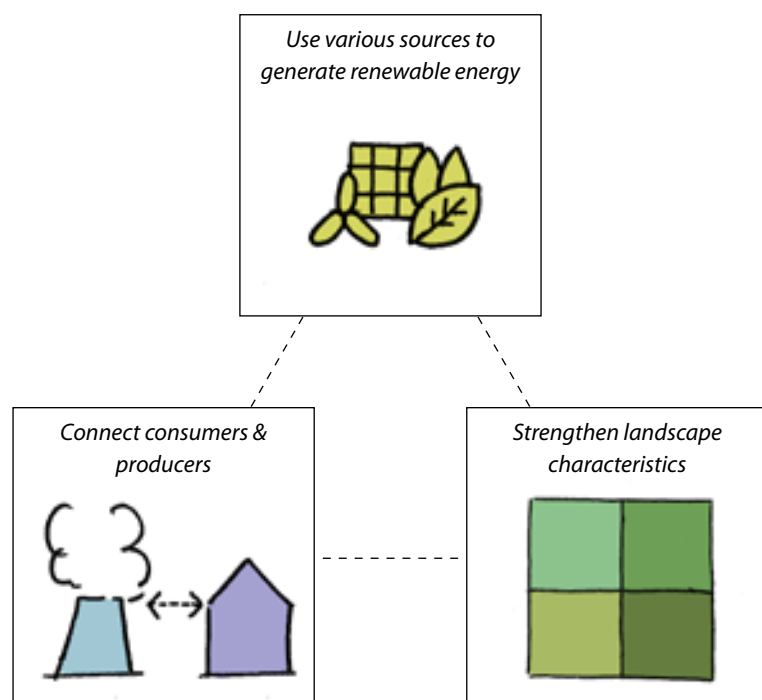 Use various sources to
generate renewable energy
Connect consumers &
producers
Strengthen landscape
characteristics